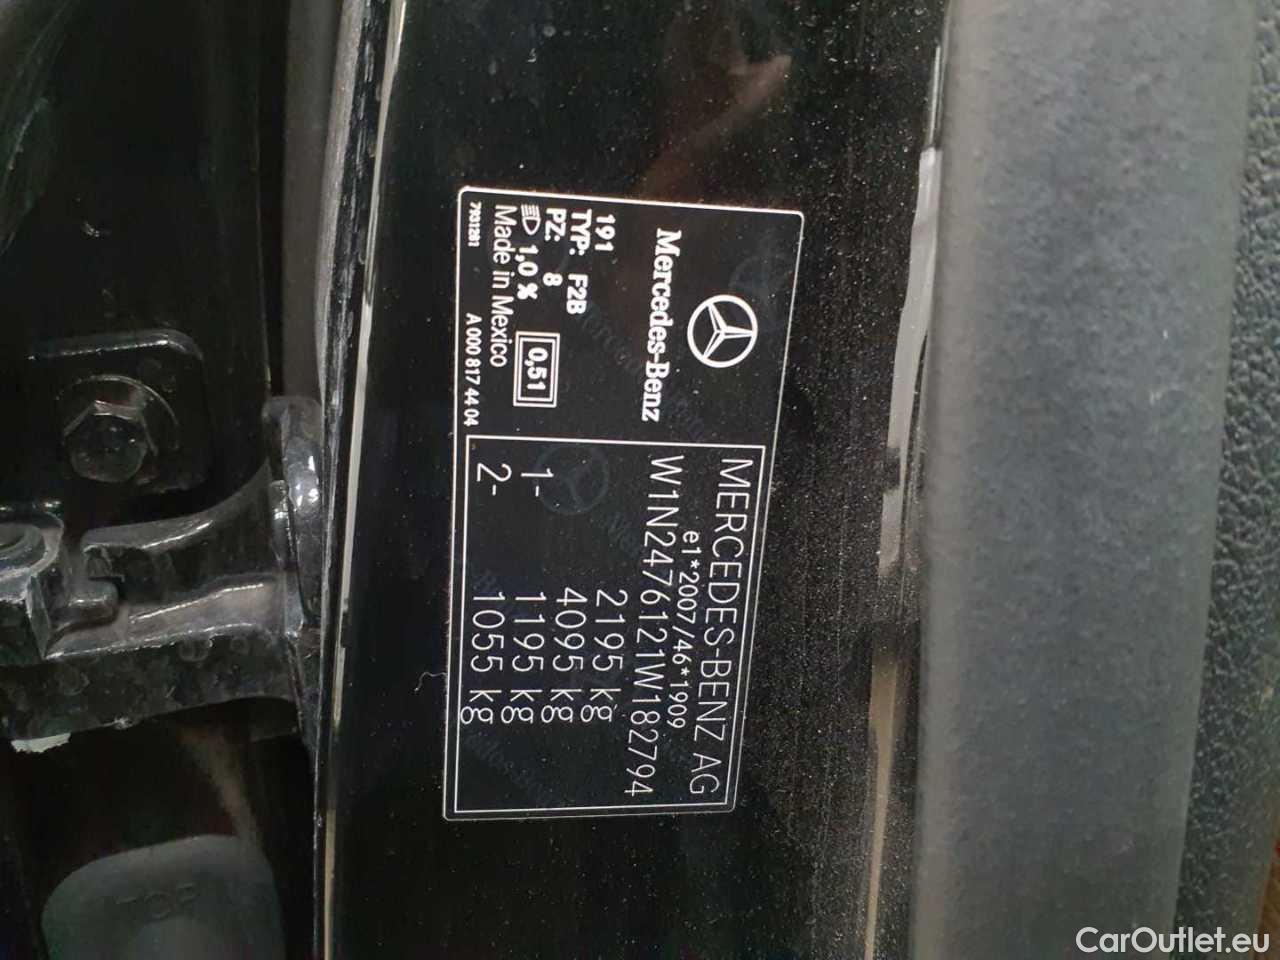 Mercedes-Benz
191
TYP: F2B
PZ: 8
1,0 %
0,51
Made in Mexico
7931281 A 000 817 44 04
MERCEDES-BENZ AG
e1*2007/46*1909
W1N2476121W182794
2195 kg
4095 kg
1- 1195 kg
2- 1055 kg
TOP
CarOutlet.eu